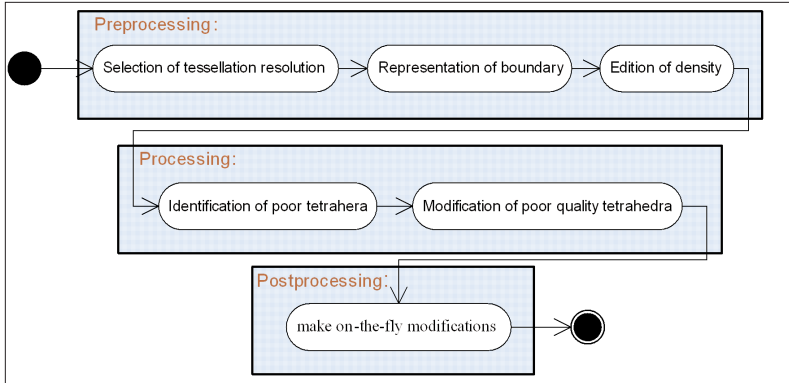 Preprocessing:
Selection of tessellation resolution
Representation of boundary
Edition of density
Processing:
Identification of poor tetrahera
Modification of poor quality tetrahedra
Postprocessing:
make on-the-fly modifications